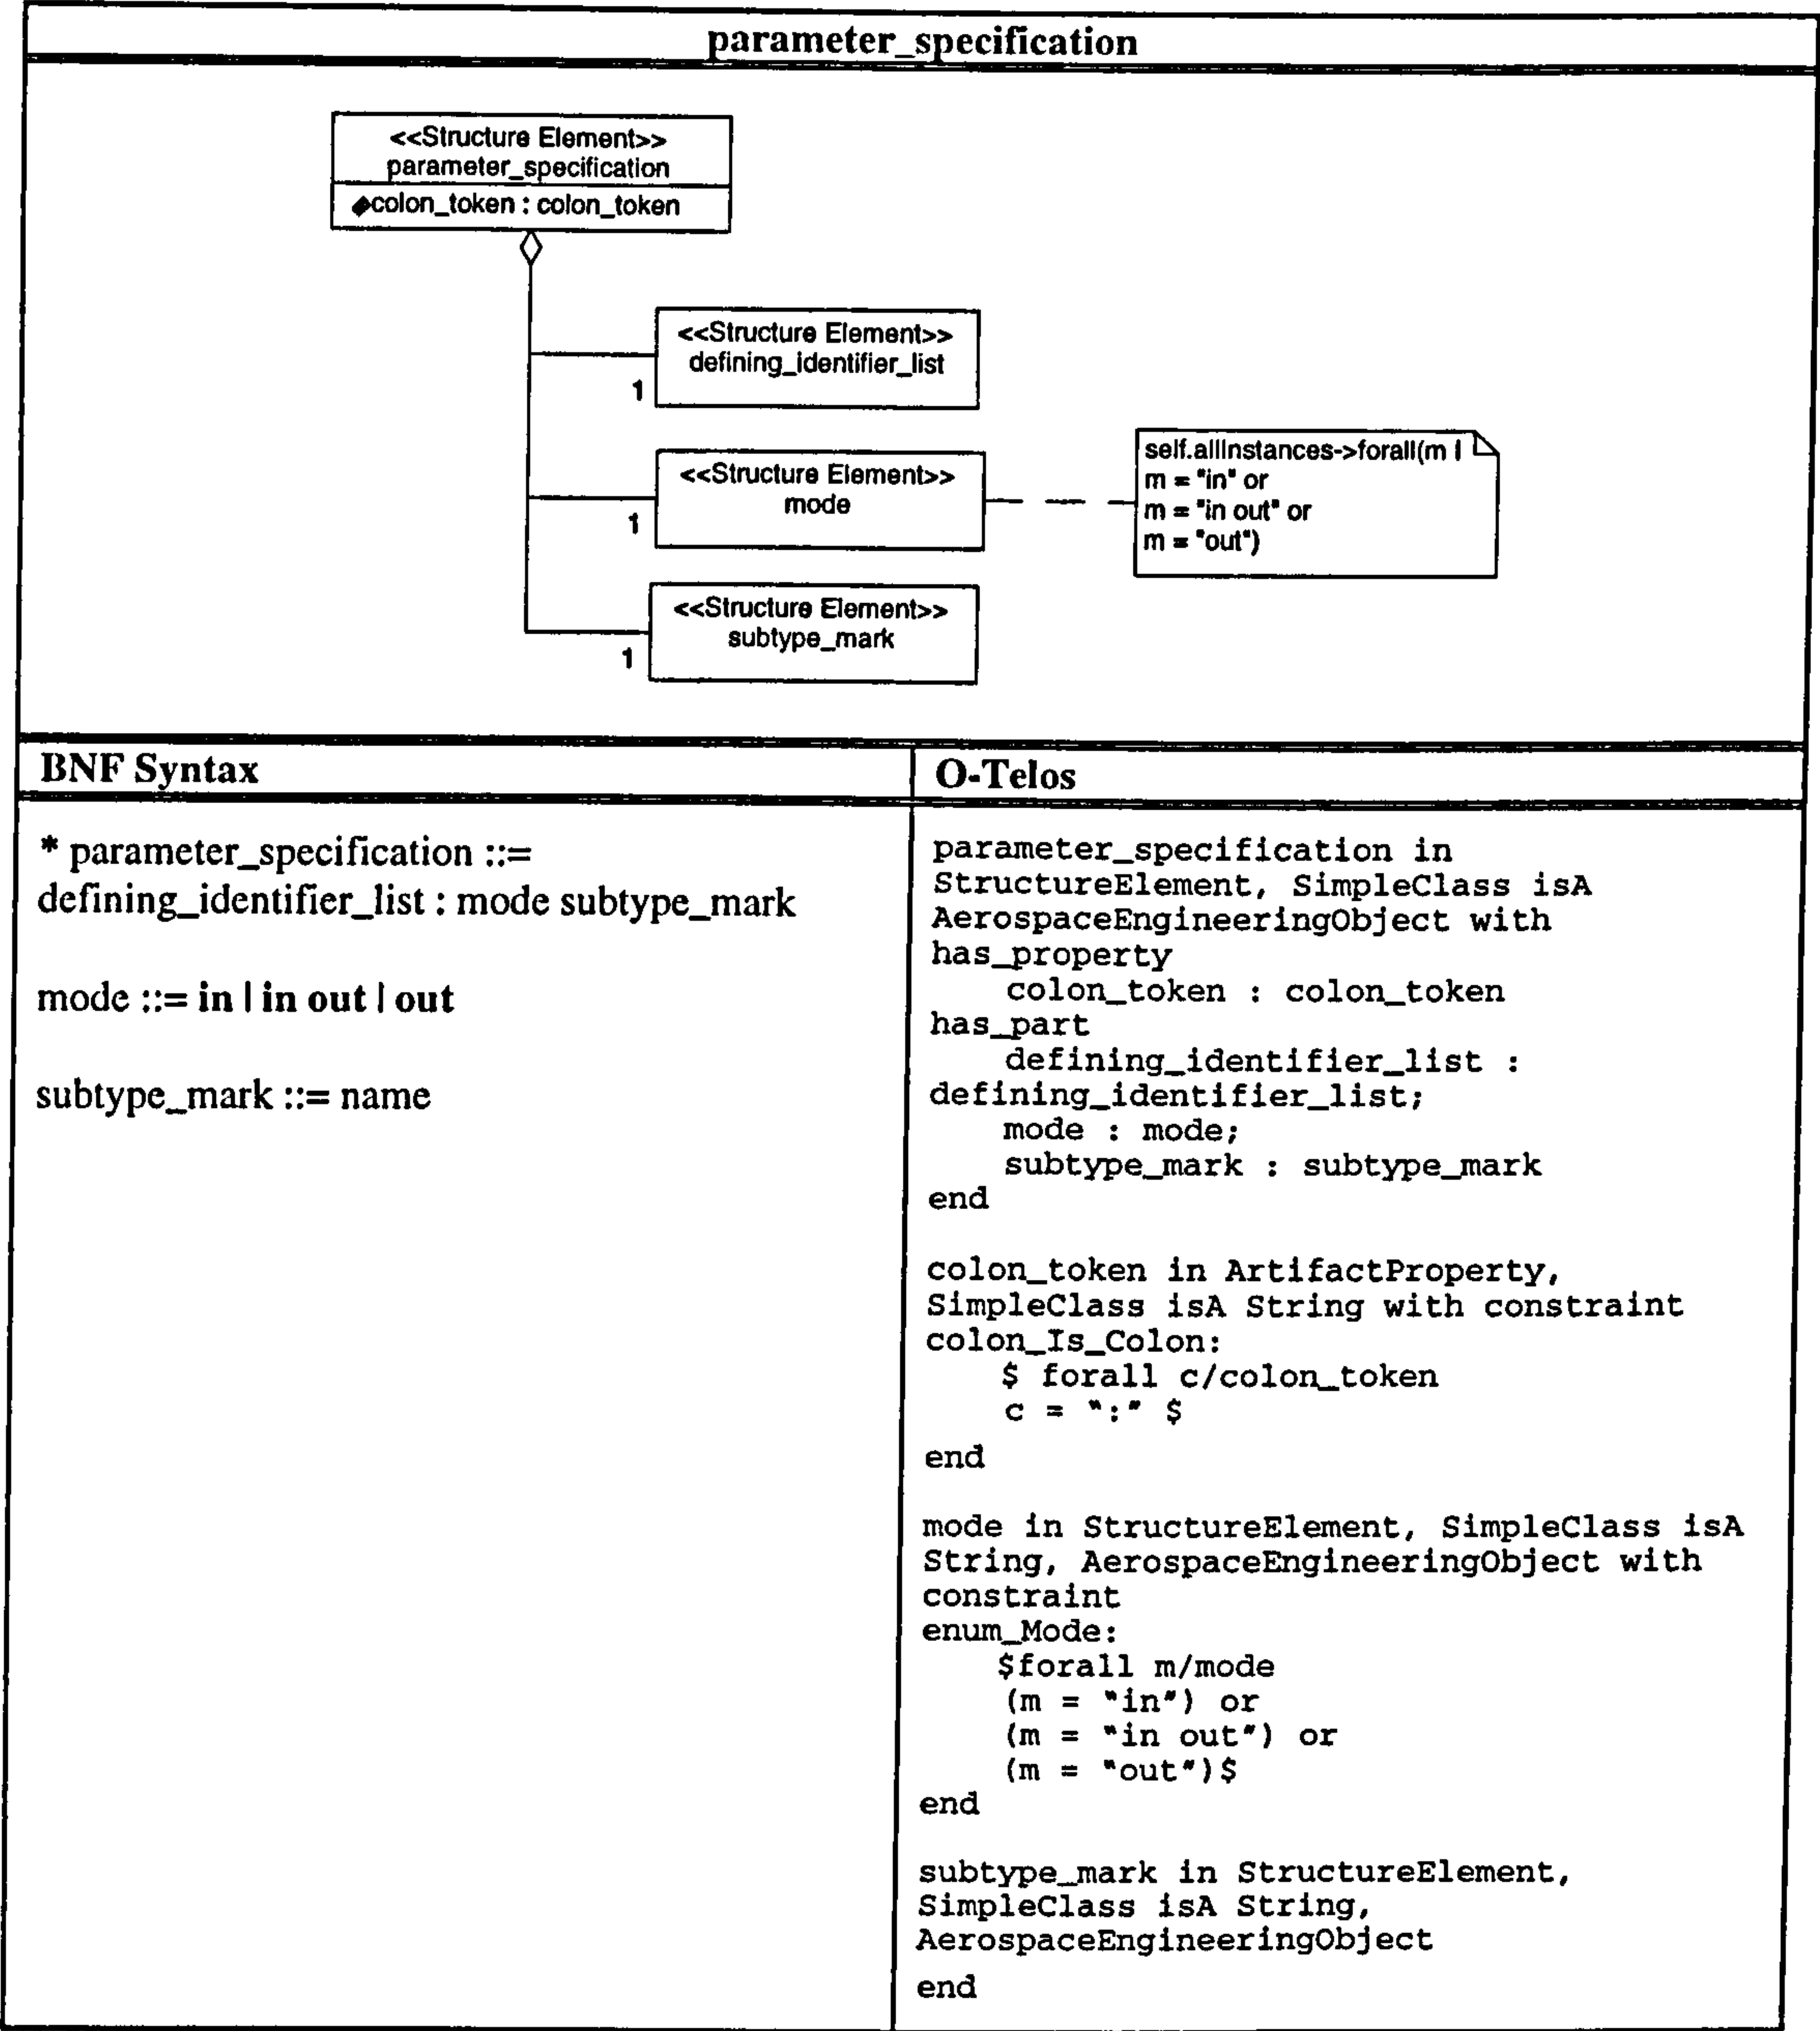 parameter_specification
<<Structure Element>>
parameter_specification
◆colon_token : colon_token
<<Structure Element>>
defining_identifier_list
1
<<Structure Element>>
mode
1
self.allInstances->forall(m |
m = "in" or
m = "in out" or
m = "out")
<<Structure Element>>
subtype_mark
1
BNF Syntax
* parameter_specification ::=
defining_identifier_list : mode subtype_mark
mode ::= in | in out | out
subtype_mark ::= name
O-Telos
parameter_specification in
StructureElement, SimpleClass isA
AerospaceEngineeringObject with
has_property
colon_token : colon_token
has_part
defining_identifier_list :
defining_identifier_list;
mode : mode;
subtype_mark : subtype_mark
end
colon_token in ArtifactProperty,
SimpleClass isA String with constraint
colon_Is_Colon:
$ forall c/colon_token
c = ":" $
end
mode in StructureElement, SimpleClass isA
String, AerospaceEngineeringObject with
constraint
enum_Mode:
$forall m/mode
(m = "in") or
(m = "in out") or
(m = "out")$
end
subtype_mark in StructureElement,
SimpleClass isA String,
AerospaceEngineeringObject
end